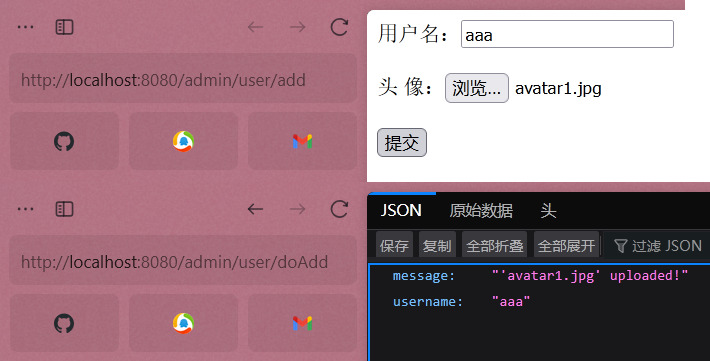 用户名： aaa
http://localhost:8080/admin/user/add
头 像： 浏览... avatar1.jpg
提交
JSON 原始数据 头
保存 复制 全部折叠 全部展开 过滤 JSON
http://localhost:8080/admin/user/doAdd
message: "'avatar1.jpg' uploaded!"
username: "aaa"